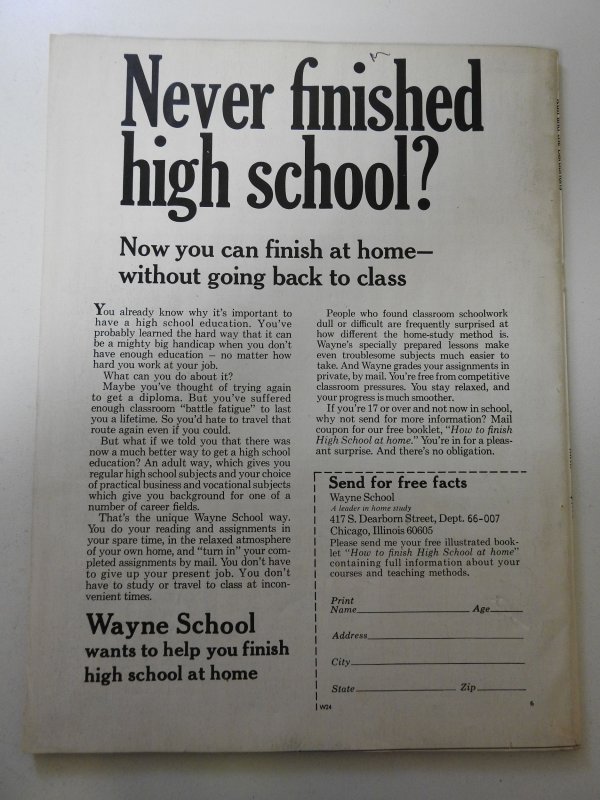 Never finished
high school?
Now you can finish at home—
without going back to class
You already know why it's important to
have a high school education. You've
probably learned the hard way that it can
be a mighty big handicap when you don't
have enough education – no matter how
hard you work at your job.
What can you do about it?
Maybe you've thought of trying again
to get a diploma. But you've suffered
enough classroom "battle fatigue" to last
you a lifetime. So you'd hate to travel that
route again even if you could.
But what if we told you that there was
now a much better way to get a high school
education? An adult way, which gives you
regular high school subjects and your choice
of practical business and vocational subjects
which give you background for one of a
number of career fields.
That's the unique Wayne School way.
You do your reading and assignments in
your spare time, in the relaxed atmosphere
of your own home, and "turn in" your com-
pleted assignments by mail. You don't have
to give up your present job. You don't
have to study or travel to class at incon-
venient times.
Wayne School
wants to help you finish
high school at home
People who found classroom schoolwork
dull or difficult are frequently surprised at
how different the home-study method is.
Wayne's specially prepared lessons make
even troublesome subjects much easier to
take. And Wayne grades your assignments in
private, by mail. You're free from competitive
classroom pressures. You stay relaxed, and
your progress is much smoother.
If you're 17 or over and not now in school,
why not send for more information? Mail
coupon for our free booklet, "How to finish
High School at home." You're in for a pleas-
ant surprise. And there's no obligation.
Send for free facts
Wayne School
A leader in home study
417 S. Dearborn Street, Dept. 66-007
Chicago, Illinois 60605
Please send me your free illustrated book-
let "How to finish High School at home"
containing full information about your
courses and teaching methods.
Print
Name Age
Address
City
State Zip
W24 6